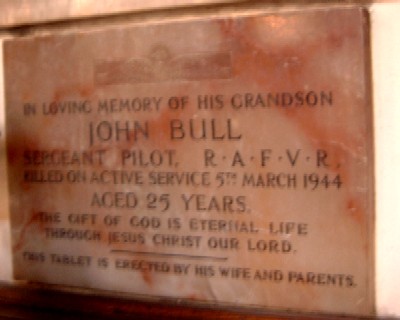 IN LOVING MEMORY OF HIS GRANDSON
JOHN BULL
SERGEANT PILOT, R·A·F·V·R.
KILLED ON ACTIVE SERVICE 5TH MARCH 1944
AGED 25 YEARS.
THE GIFT OF GOD IS ETERNAL LIFE
THROUGH JESUS CHRIST OUR LORD.
THIS TABLET IS ERECTED BY HIS WIFE AND PARENTS.